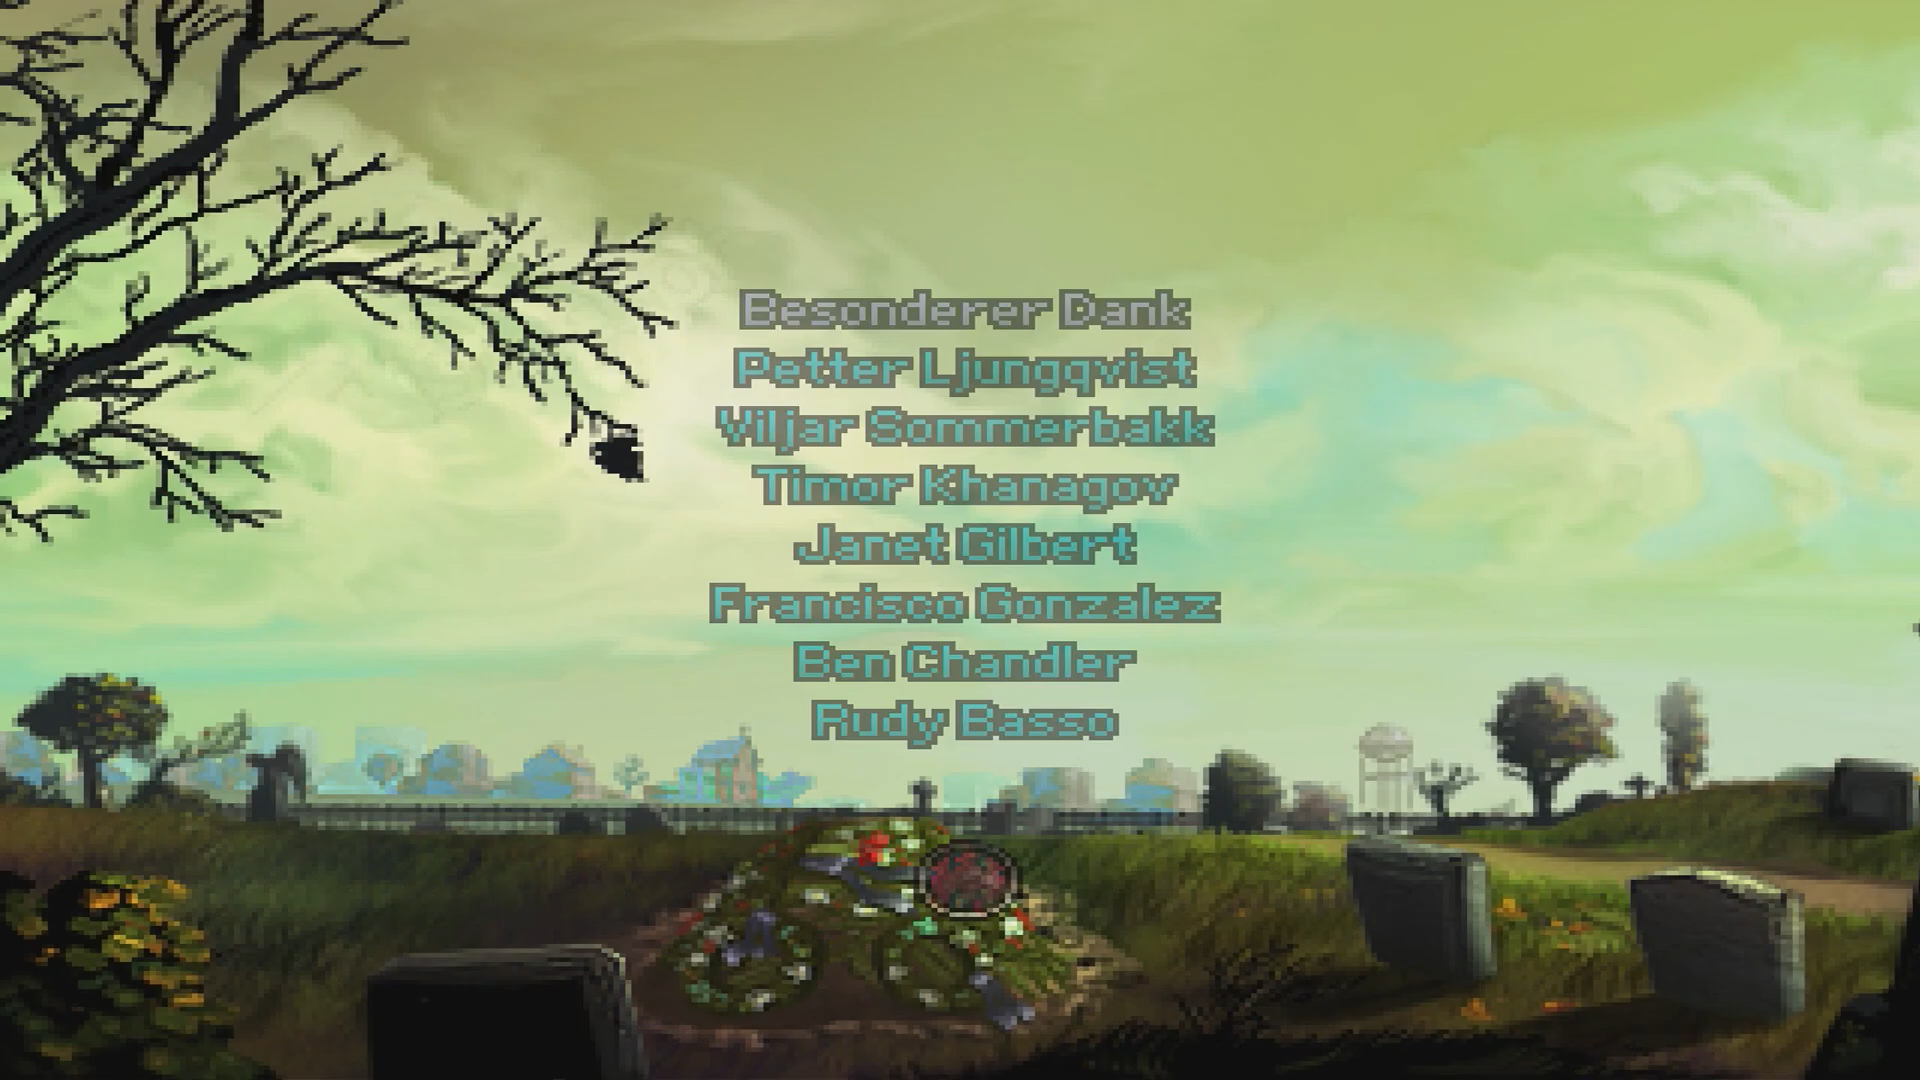 Besonderer Dank
Petter Ljungqvist
Viljar Sommerbakk
Timor Khanagov
Janet Gilbert
Francisco Gonzalez
Ben Chandler
Rudy Basso